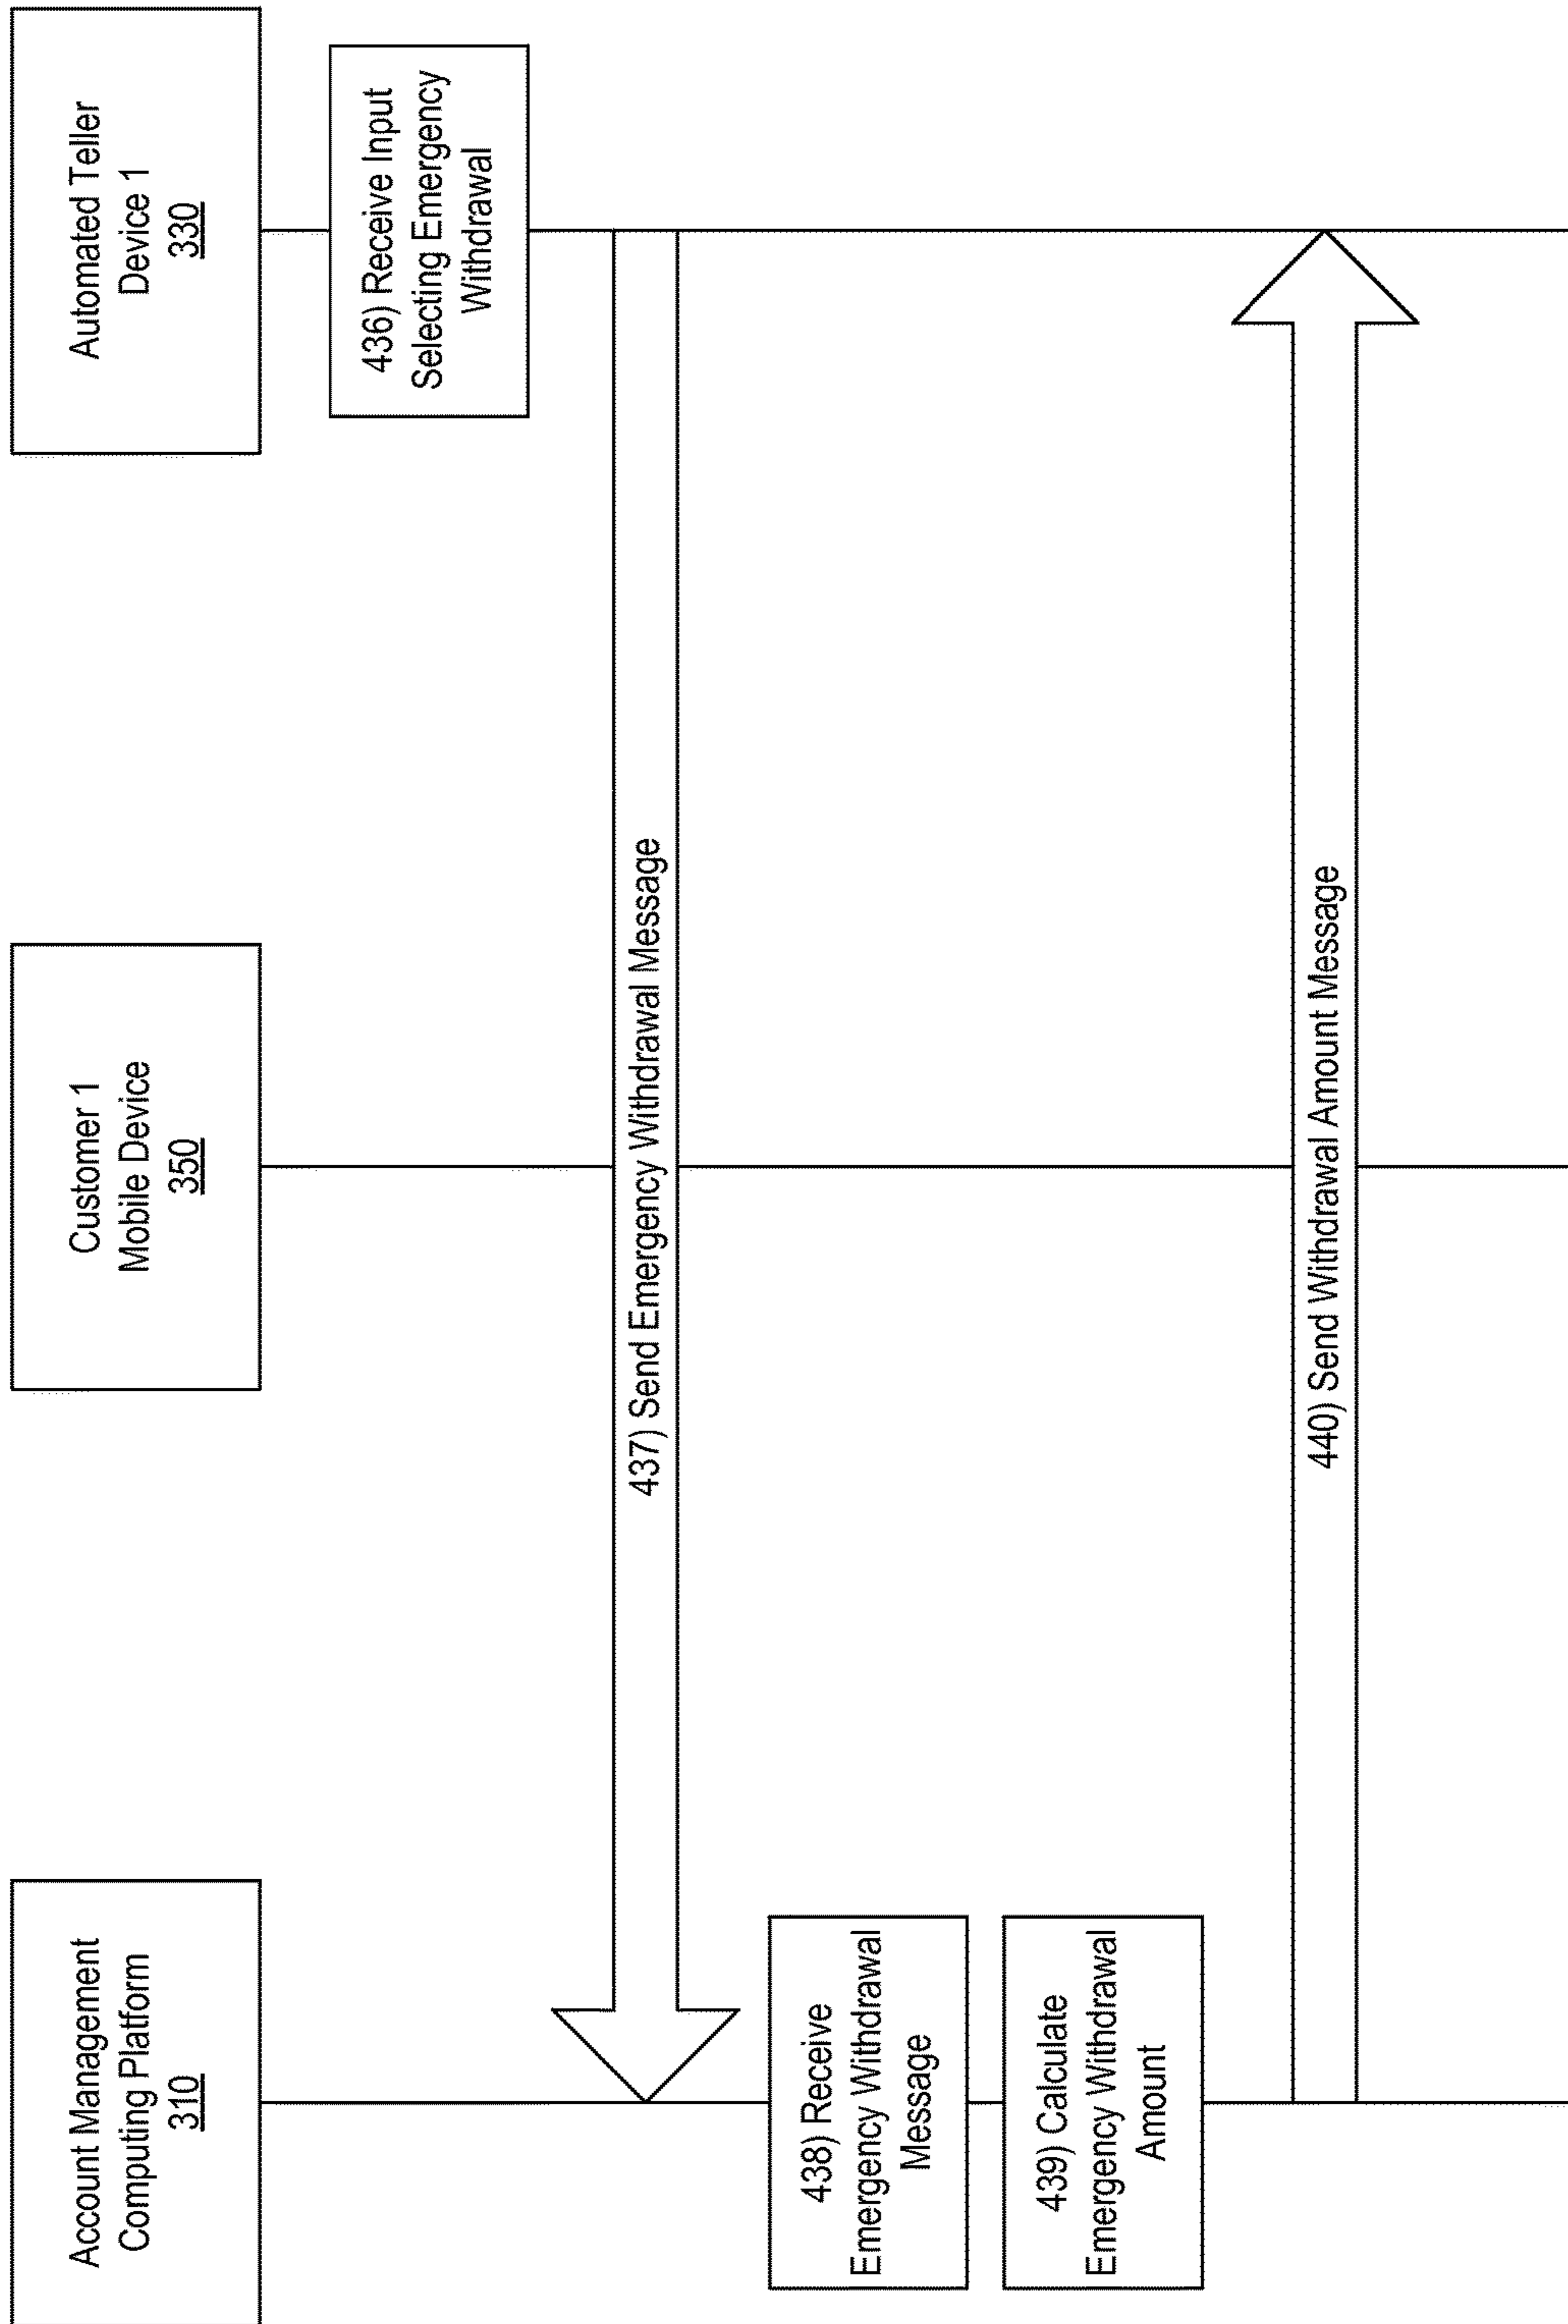 Account Management
Computing Platform
310
Customer 1
Mobile Device
350
Automated Teller
Device 1
330
436) Receive Input
Selecting Emergency
Withdrawal
437) Send Emergency Withdrawal Message
438) Receive
Emergency Withdrawal
Message
439) Calculate
Emergency Withdrawal
Amount
440) Send Withdrawal Amount Message